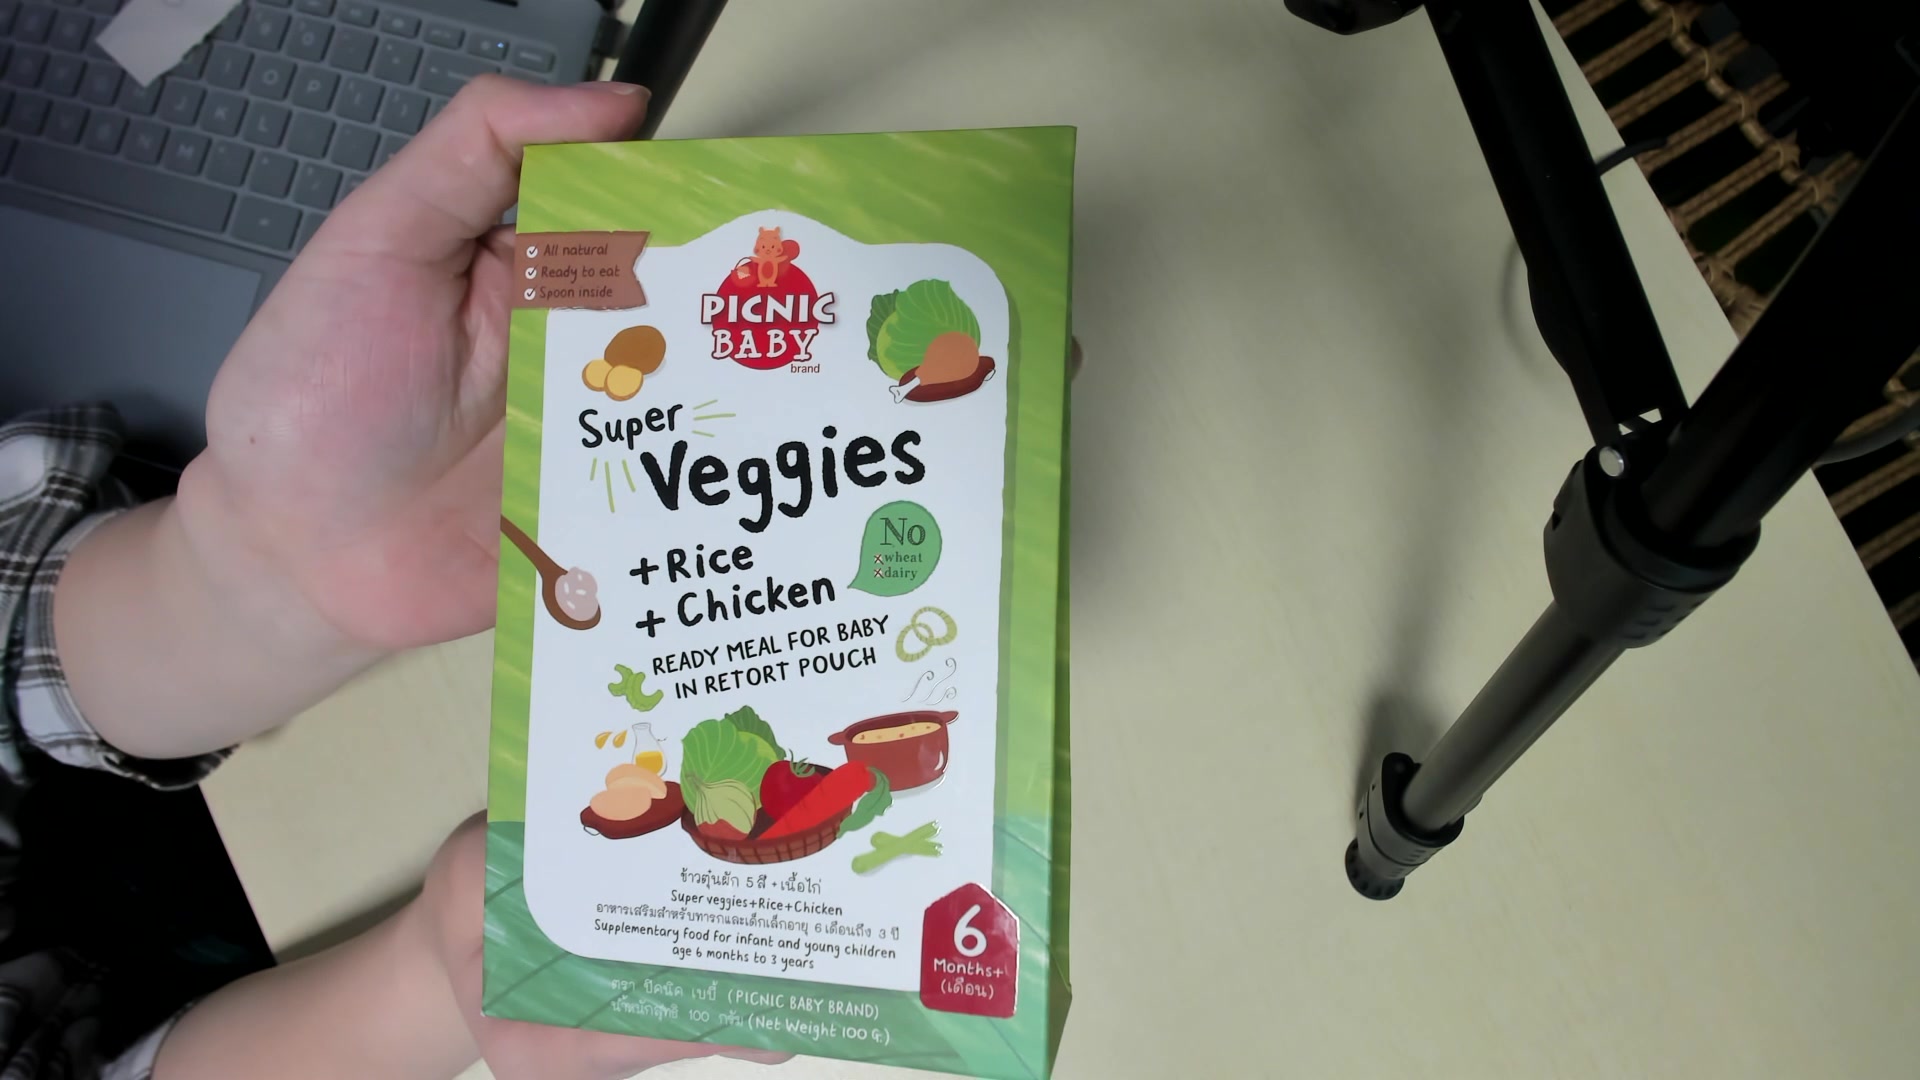 All natural
Ready to eat
Spoon inside
PICNIC
BABY
brand
Super
Veggies
No
wheat
dairy
+ Rice
+ Chicken
READY MEAL FOR BABY
IN RETORT POUCH
ข้าวตุ๋นผัก 5 สี + เนื้อไก่
Super veggies+Rice+Chicken
อาหารเสริมสำหรับทารกและเด็กเล็กอายุ 6 เดือนถึง 3 ปี
Supplementary food for infant and young children
age 6 months to 3 years
6
Months+
(เดือน)
ตรา ปิคนิค เบบี้ (PICNIC BABY BRAND)
น้ำหนักสุทธิ 100 กรัม (Net Weight 100 G.)